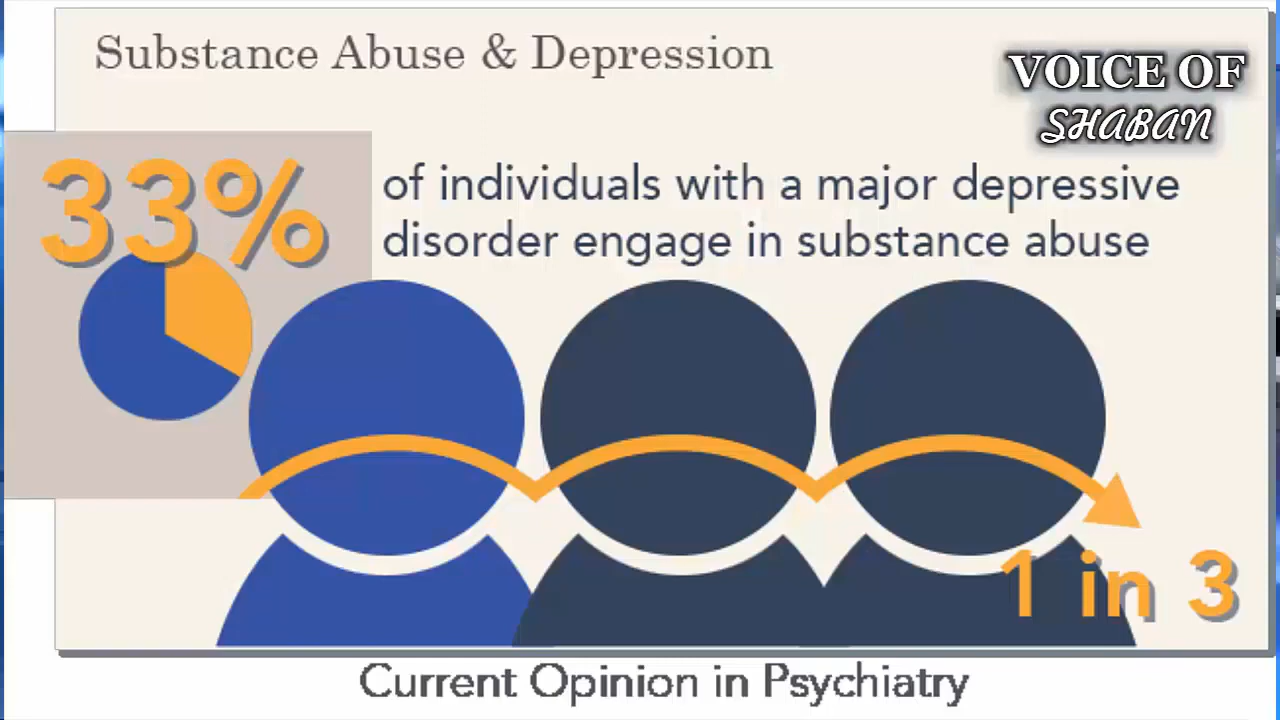 Substance Abuse & Depression
VOICE OF
SHABAN
33%
of individuals with a major depressive
disorder engage in substance abuse
1 in 3
Current Opinion in Psychiatry